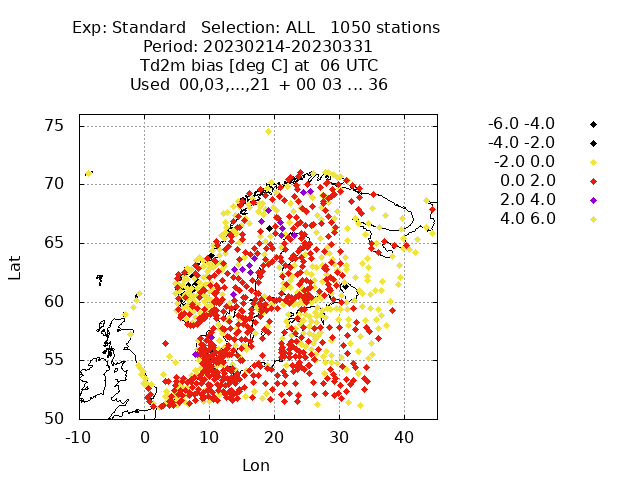 Exp: Standard   Selection: ALL   1050 stations
Period: 20230214-20230331
Td2m bias [deg C] at  06 UTC
Used  00,03,...,21  + 00 03 ... 36
75
70
65
60
55
50
-10 0 10 20 30 40
Lat
Lon
-6.0 -4.0
-4.0 -2.0
-2.0 0.0
0.0 2.0
2.0 4.0
4.0 6.0